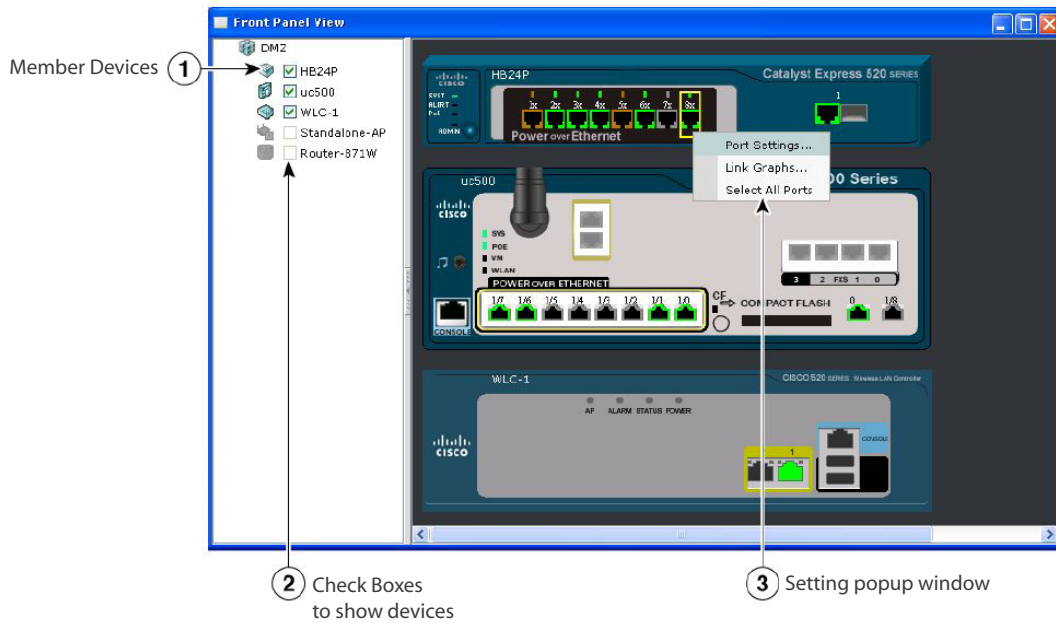 Front Panel View
DMZ
Member Devices 1
HB24P
uc500
WLC-1
Standalone-AP
Router-871W
CISCO
HB24P
Catalyst Express 520 SERIES
SYST
ALERT
PoE
ADMIN
1x 2x 3x 4x 5x 6x 7x 8x
1
Power over Ethernet
Port Settings...
Link Graphs...
Select All Ports
uc500
00 Series
CISCO
SYS
POE
VM
WLAN
POWER OVER ETHERNET
1/7 1/6 1/5 1/4 1/3 1/2 1/1 1/0
CF
COMPACT FLASH
3 2 FXS 1 0
0 1/8
CONSOLE
WLC-1
CISCO 520 SERIES Wireless LAN Controller
AP ALARM STATUS POWER
CISCO
1
CONSOLE
2 Check Boxes
to show devices
3 Setting popup window